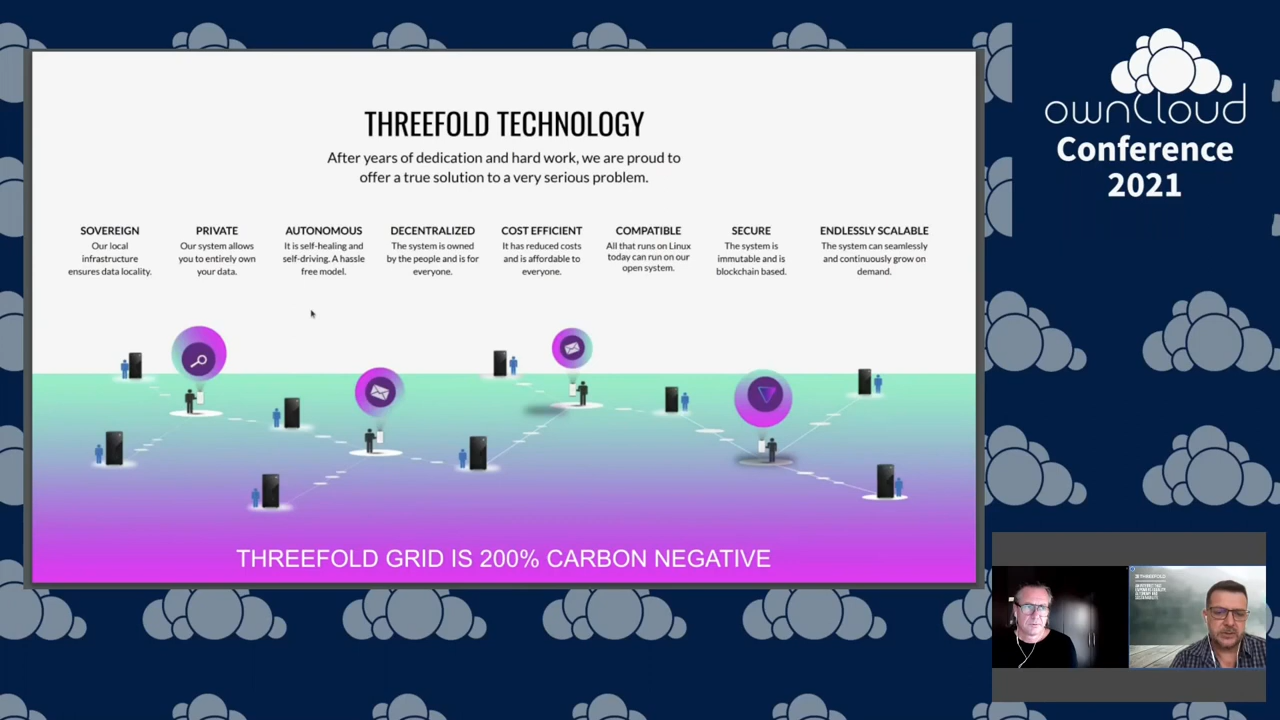 THREEFOLD TECHNOLOGY
After years of dedication and hard work, we are proud to
offer a true solution to a very serious problem.
SOVEREIGN
Our local
infrastructure
ensures data locality.
PRIVATE
Our system allows
you to entirely own
your data.
AUTONOMOUS
It is self-healing and
self-driving. A hassle
free model.
DECENTRALIZED
The system is owned
by the people and is for
everyone.
COST EFFICIENT
It has reduced costs
and is affordable to
everyone.
COMPATIBLE
All that runs on Linux
today can run on our
open system.
SECURE
The system is
immutable and is
blockchain based.
ENDLESSLY SCALABLE
The system can seamlessly
and continuously grow on
demand.
THREEFOLD GRID IS 200% CARBON NEGATIVE
ownCloud
Conference
2021
THREEFOLD